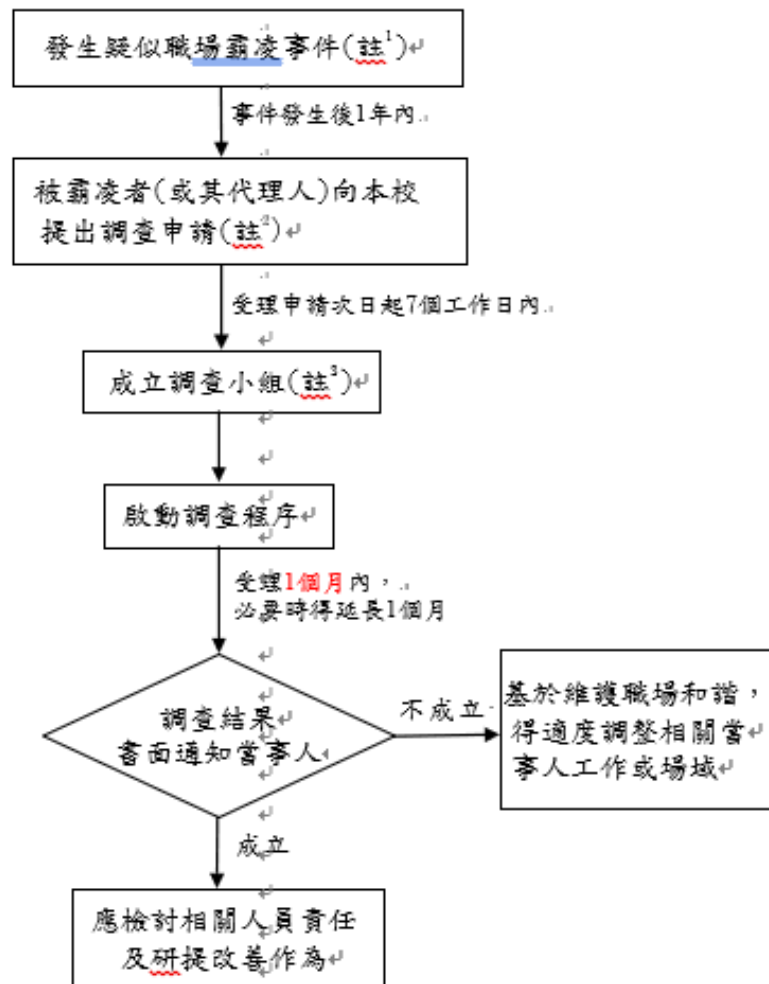 發生疑似職場霸凌事件(註1)
事件發生後1年內
被霸凌者(或其代理人)向本校
提出調查申請(註2)
受理申請次日起7個工作日內
成立調查小組(註3)
啟動調查程序
受理1個月內，
必要時得延長1個月
調查結果
書面通知當事人
不成立
基於維護職場和諧，
得適度調整相關當
事人工作或場域
成立
應檢討相關人員責任
及研提改善作為